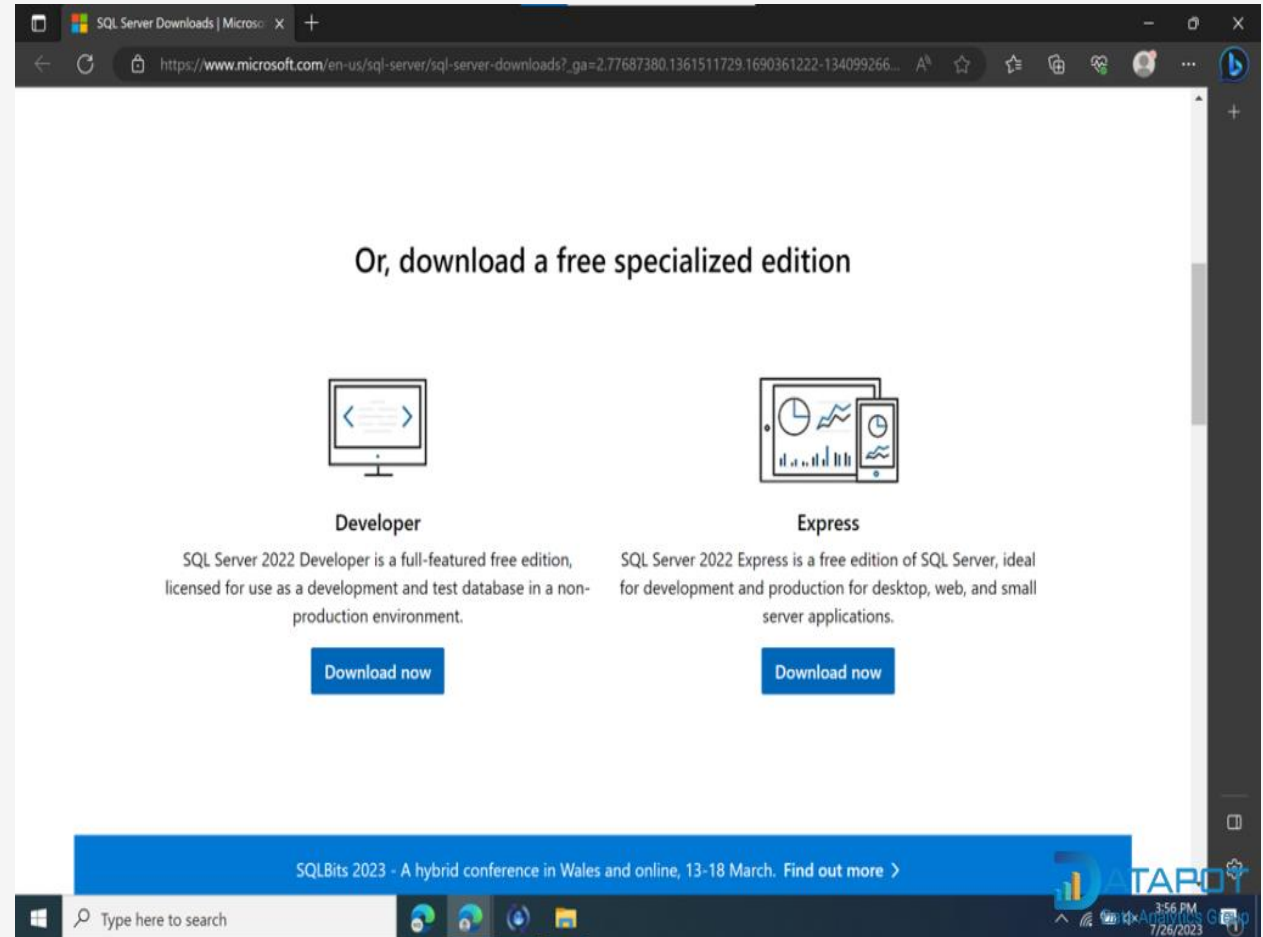 SQL Server Downloads | Micros
https://www.microsoft.com/en-us/sql-server/sql-server-downloads?_ga=2.77687380.1361511729.1690361222-134099266...
Or, download a free specialized edition
Developer
SQL Server 2022 Developer is a full-featured free edition,
licensed for use as a development and test database in a non-
production environment.
Download now
Express
SQL Server 2022 Express is a free edition of SQL Server, ideal
for development and production for desktop, web, and small
server applications.
Download now
SQLBits 2023 - A hybrid conference in Wales and online, 13-18 March. Find out more
Type here to search
DATAPOT
Data Analytics Group
3:56 PM
7/26/2023